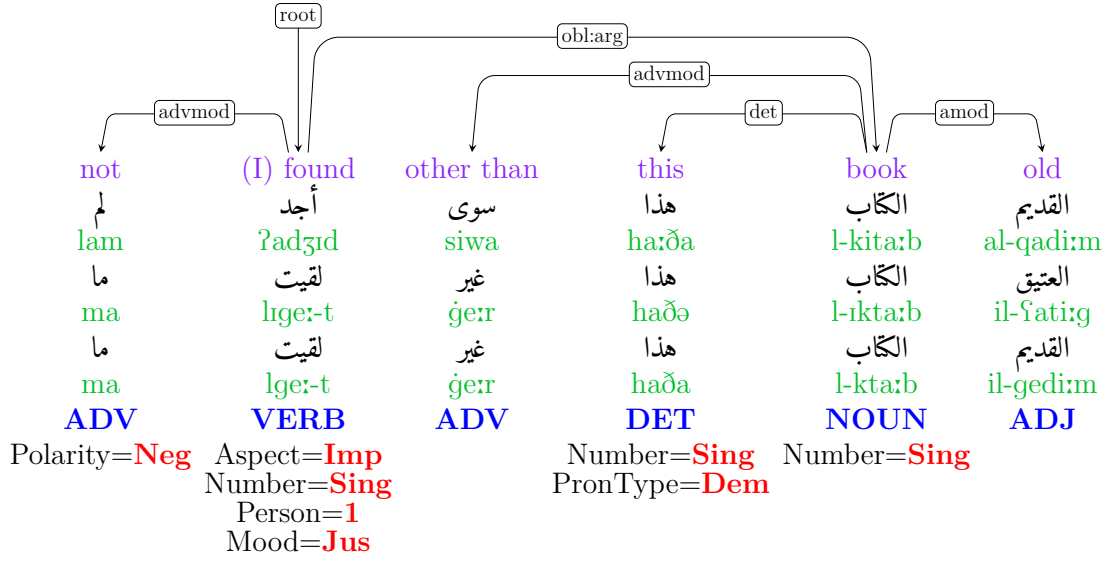 root
obl:arg
advmod
advmod det amod
not (I) found other than this book old
لم أجد سوى هذا الكتاب القديم
lam ʔadʒɪd siwa haːða l-kitaːb al-qadiːm
ما لقيت غير هذا الكتاب العتيق
ma lɪgeː-t ġeːr haðə l-ɪktaːb il-ʕatiːg
ما لقيت غير هذا الكتاب القديم
ma lgeː-t ġeːr haða l-ktaːb il-gediːm
ADV VERB ADV DET NOUN ADJ
Polarity=Neg Aspect=Imp Number=Sing Number=Sing
Number=Sing PronType=Dem
Person=1
Mood=Jus